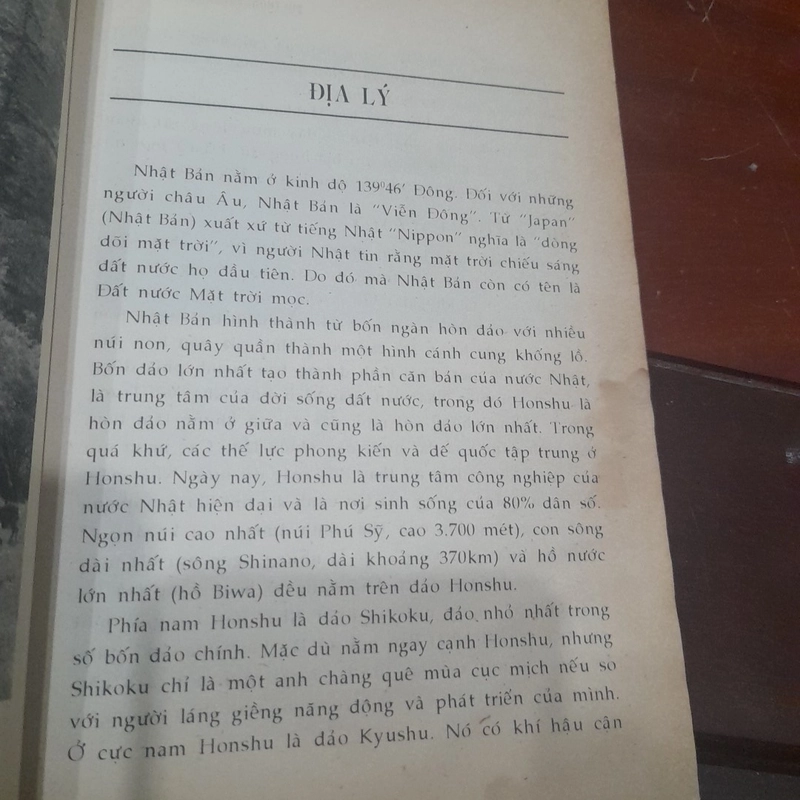 ĐỊA LÝ
Nhật Bản nằm ở kinh độ 139⁰46' Đông. Đối với những
người châu Âu, Nhật Bản là "Viễn Đông". Từ "Japan"
(Nhật Bản) xuất xứ từ tiếng Nhật "Nippon" nghĩa là "dòng
dõi mặt trời", vì người Nhật tin rằng mặt trời chiếu sáng
đất nước họ đầu tiên. Do đó mà Nhật Bản còn có tên là
Đất nước Mặt trời mọc.
Nhật Bản hình thành từ bốn ngàn hòn đảo với nhiều
núi non, quây quần thành một hình cánh cung khổng lồ.
Bốn đảo lớn nhất tạo thành phần căn bản của nước Nhật,
là trung tâm của đời sống đất nước, trong đó Honshu là
hòn đảo nằm ở giữa và cũng là hòn đảo lớn nhất. Trong
quá khứ, các thế lực phong kiến và đế quốc tập trung ở
Honshu. Ngày nay, Honshu là trung tâm công nghiệp của
nước Nhật hiện đại và là nơi sinh sống của 80% dân số.
Ngọn núi cao nhất (núi Phú Sỹ, cao 3.700 mét), con sông
dài nhất (sông Shinano, dài khoảng 370km) và hồ nước
lớn nhất (hồ Biwa) đều nằm trên đảo Honshu.
Phía nam Honshu là đảo Shikoku, đảo nhỏ nhất trong
số bốn đảo chính. Mặc dù nằm ngay cạnh Honshu, nhưng
Shikoku chỉ là một anh chàng quê mùa cục mịch nếu so
với người láng giềng năng động và phát triển của mình.
Ở cực nam Honshu là đảo Kyushu. Nó có khí hậu cận